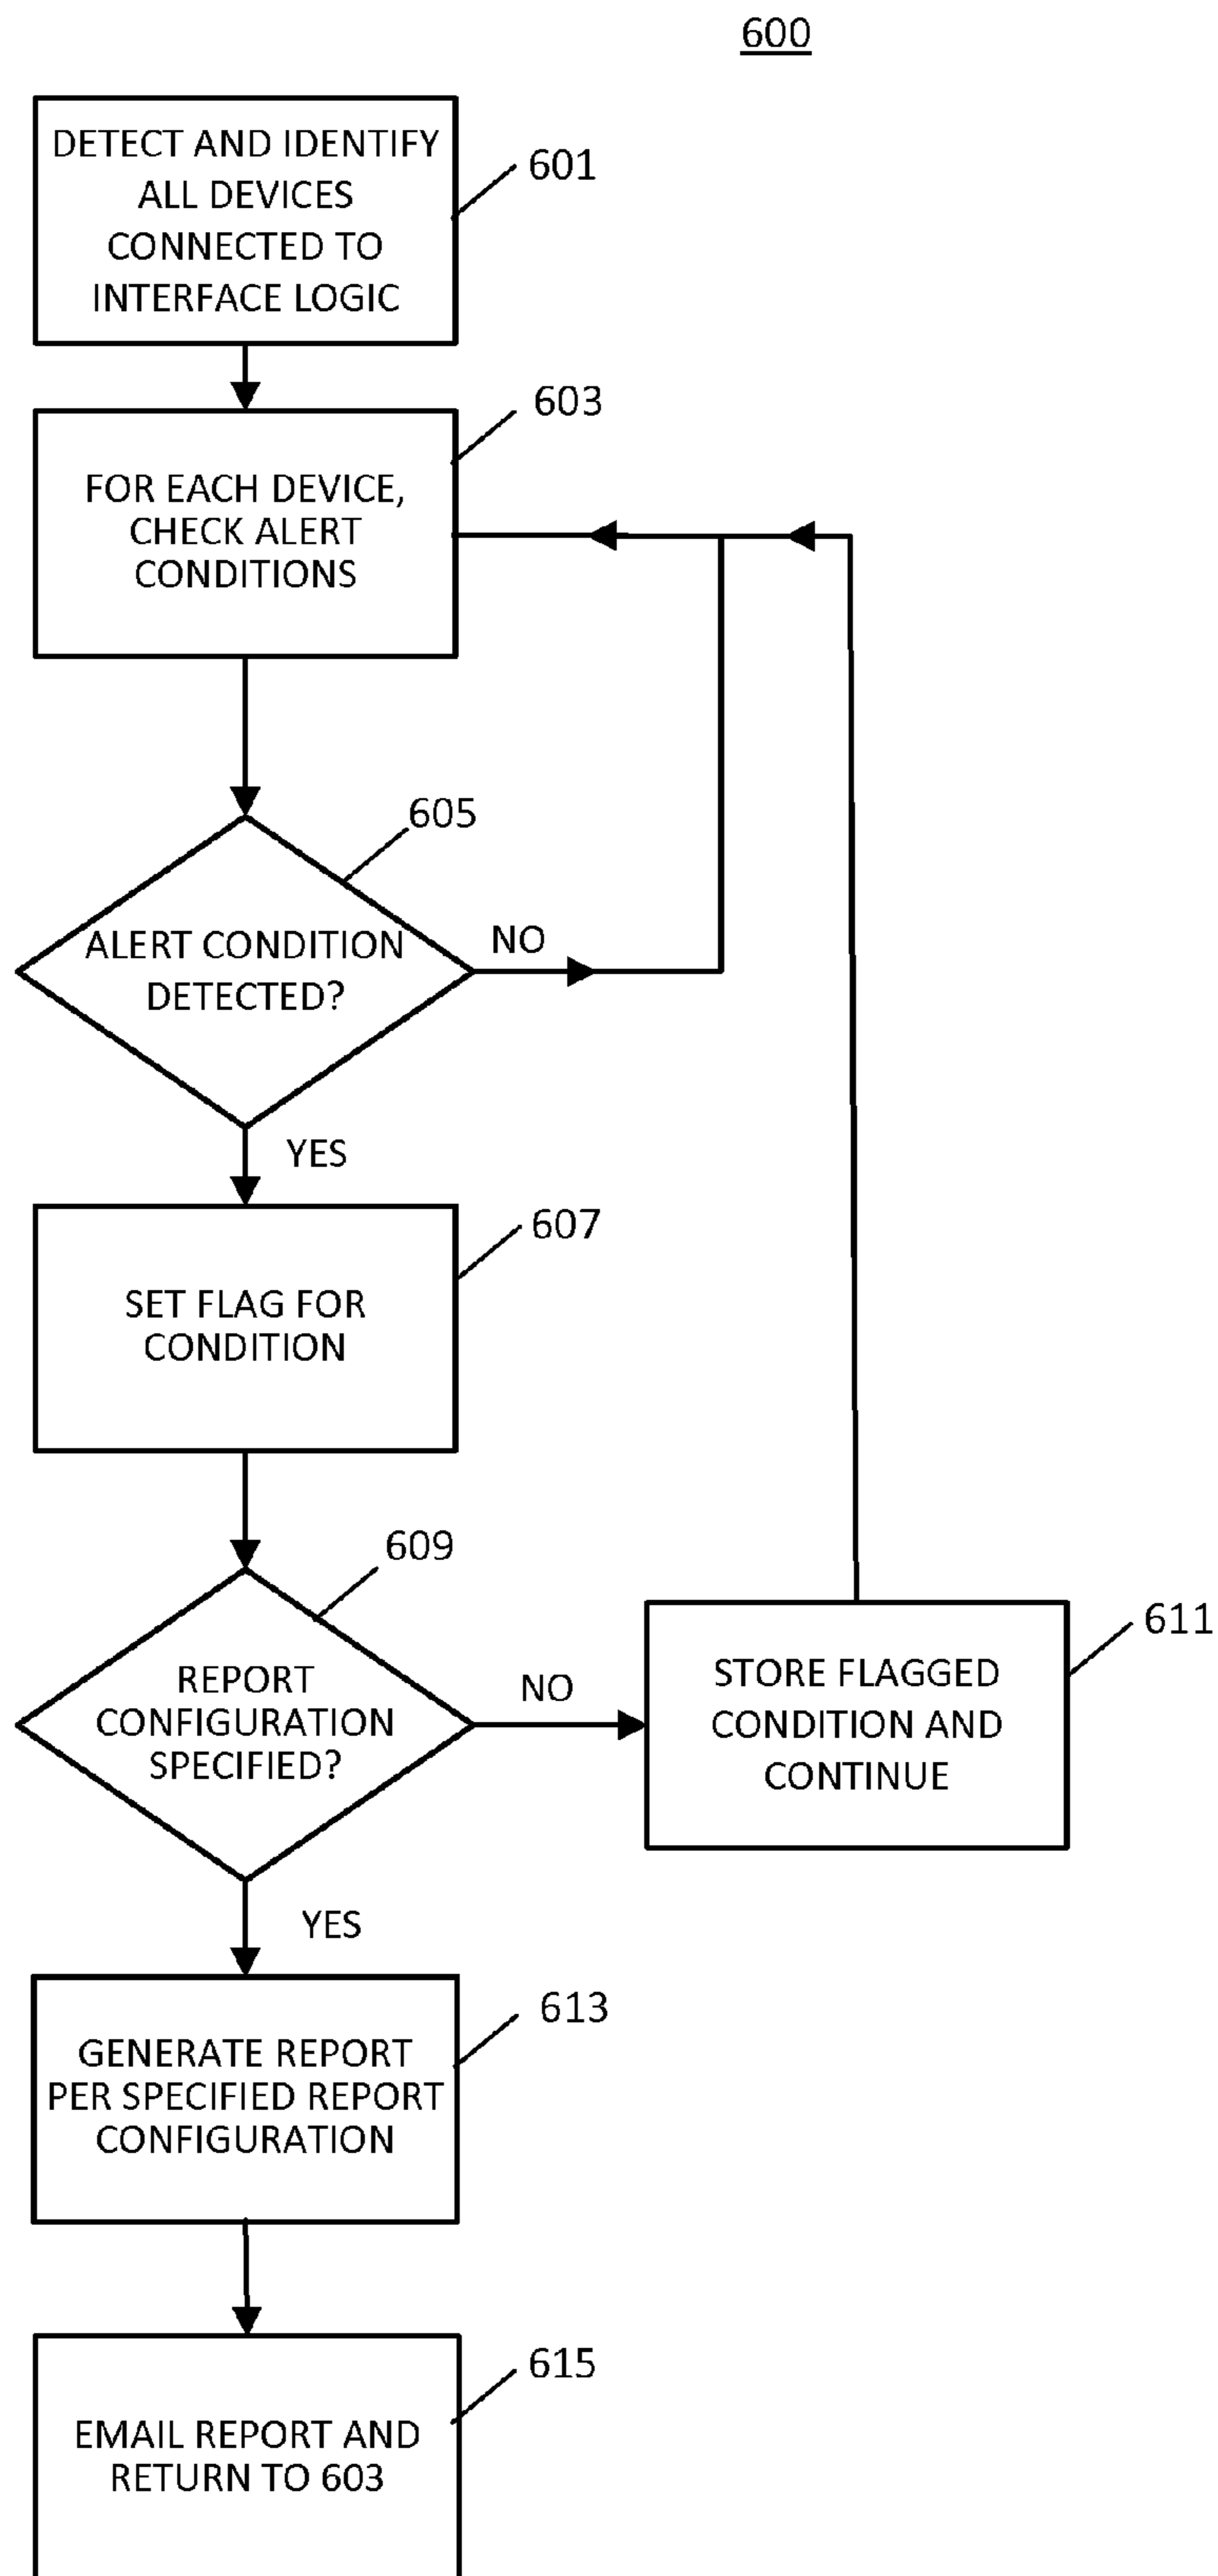 600
DETECT AND IDENTIFY
ALL DEVICES
CONNECTED TO
INTERFACE LOGIC
601
603
FOR EACH DEVICE,
CHECK ALERT
CONDITIONS
605
ALERT CONDITION
DETECTED?
NO
YES
607
SET FLAG FOR
CONDITION
609
REPORT
CONFIGURATION
SPECIFIED?
NO
611
STORE FLAGGED
CONDITION AND
CONTINUE
YES
613
GENERATE REPORT
PER SPECIFIED REPORT
CONFIGURATION
615
EMAIL REPORT AND
RETURN TO 603